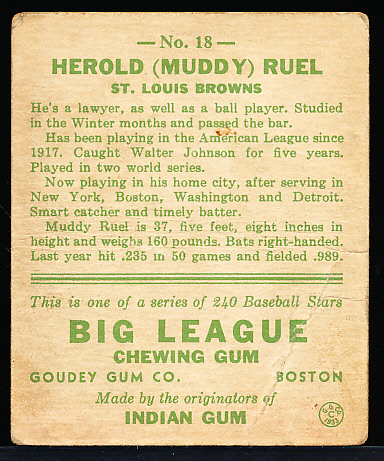 — No. 18 —
HEROLD (MUDDY) RUEL
ST. LOUIS BROWNS
He's a lawyer, as well as a ball player. Studied
in the Winter months and passed the bar.
Has been playing in the American League since
1917. Caught Walter Johnson for five years.
Played in two world series.
Now playing in his home city, after serving in
New York, Boston, Washington and Detroit.
Smart catcher and timely batter.
Muddy Ruel is 37, five feet, eight inches in
height and weighs 160 pounds. Bats right-handed.
Last year hit .235 in 50 games and fielded .989.
This is one of a series of 240 Baseball Stars
BIG LEAGUE
CHEWING GUM
GOUDEY GUM CO. BOSTON
Made by the originators of
INDIAN GUM
G.G.CO.
C
1933